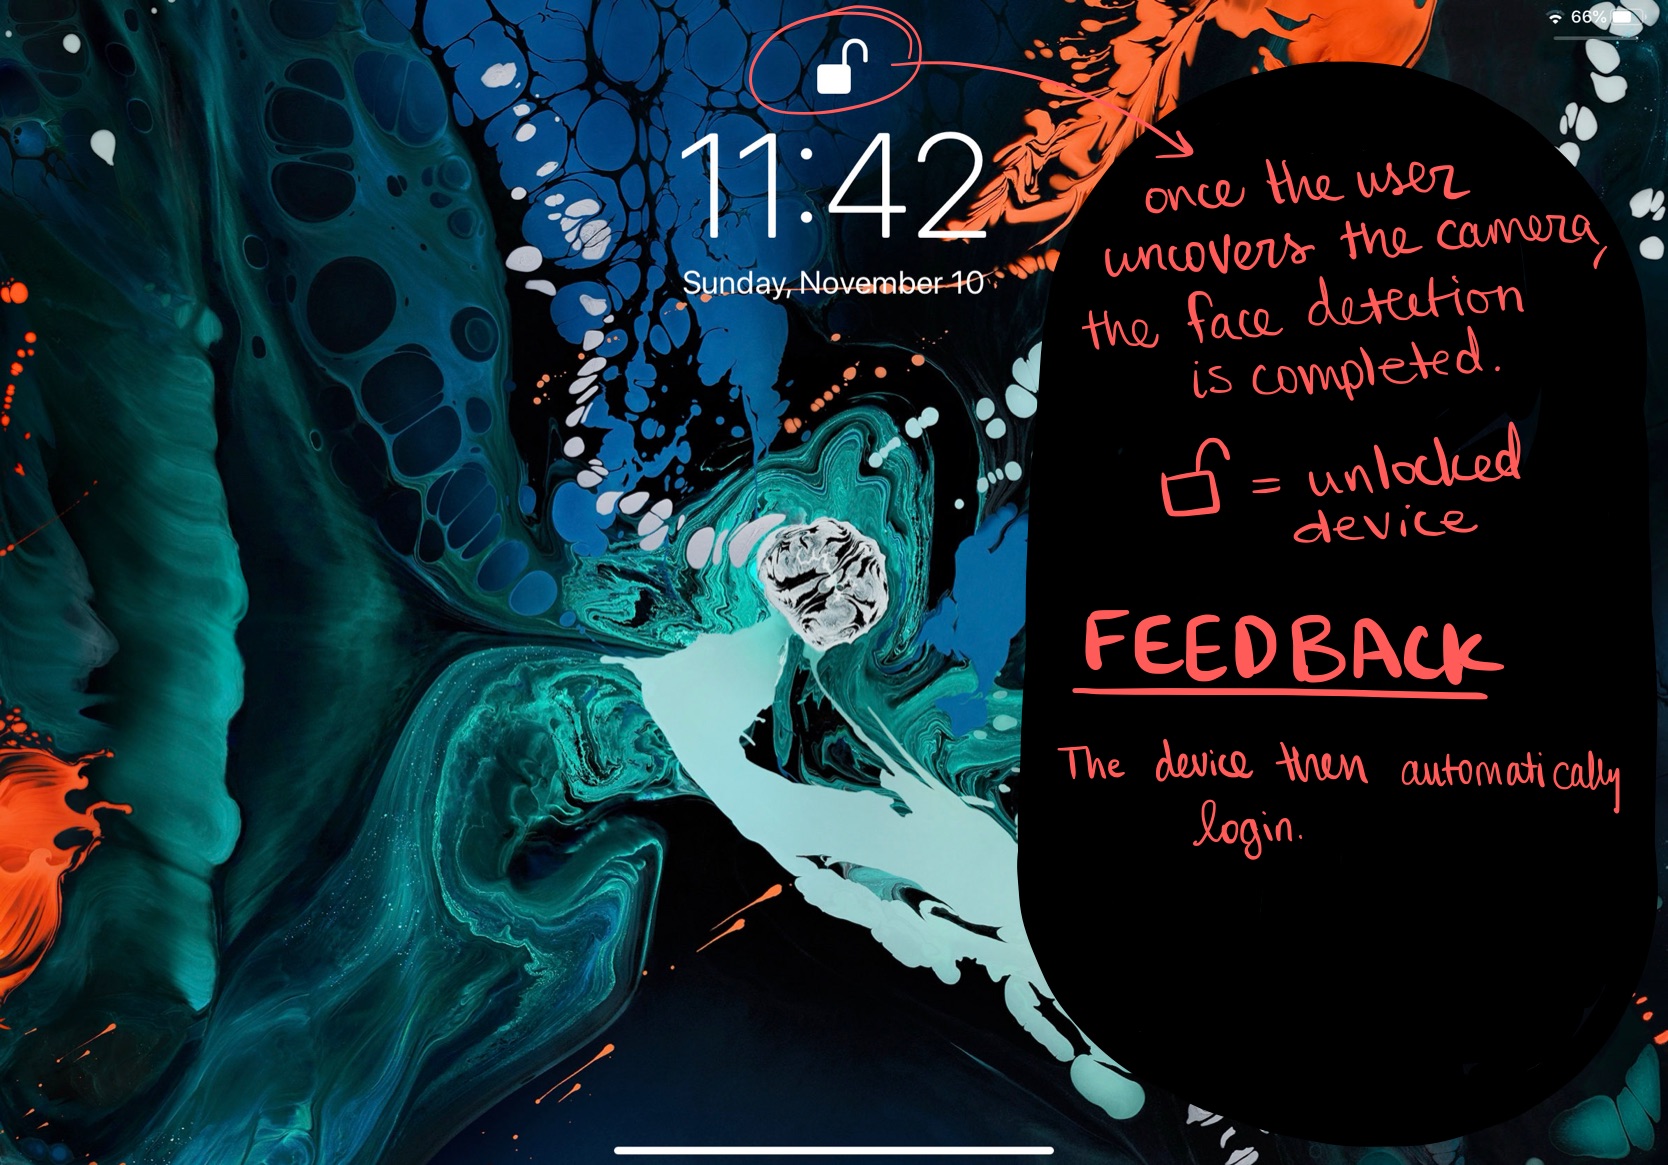 66%
11:42
Sunday, November 10
once the user
uncovers the camera,
the face detection
is completed.
= unlocked
device
FEEDBACK
The device then automatically
login.